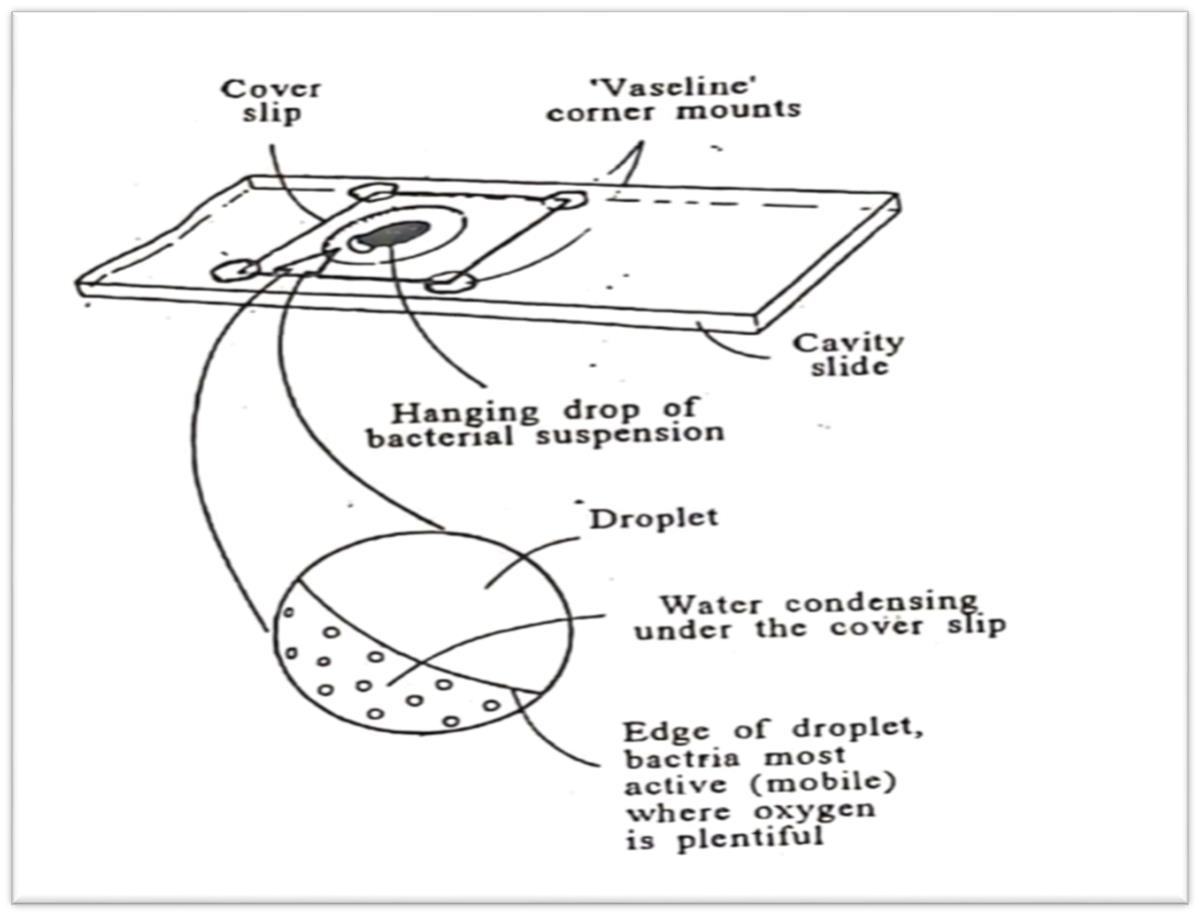 Cover
slip
'Vaseline'
corner mounts
Cavity
slide
Hanging drop of
bacterial suspension
Droplet
Water condensing
under the cover slip
Edge of droplet,
bactria most
active (mobile)
where oxygen
is plentiful